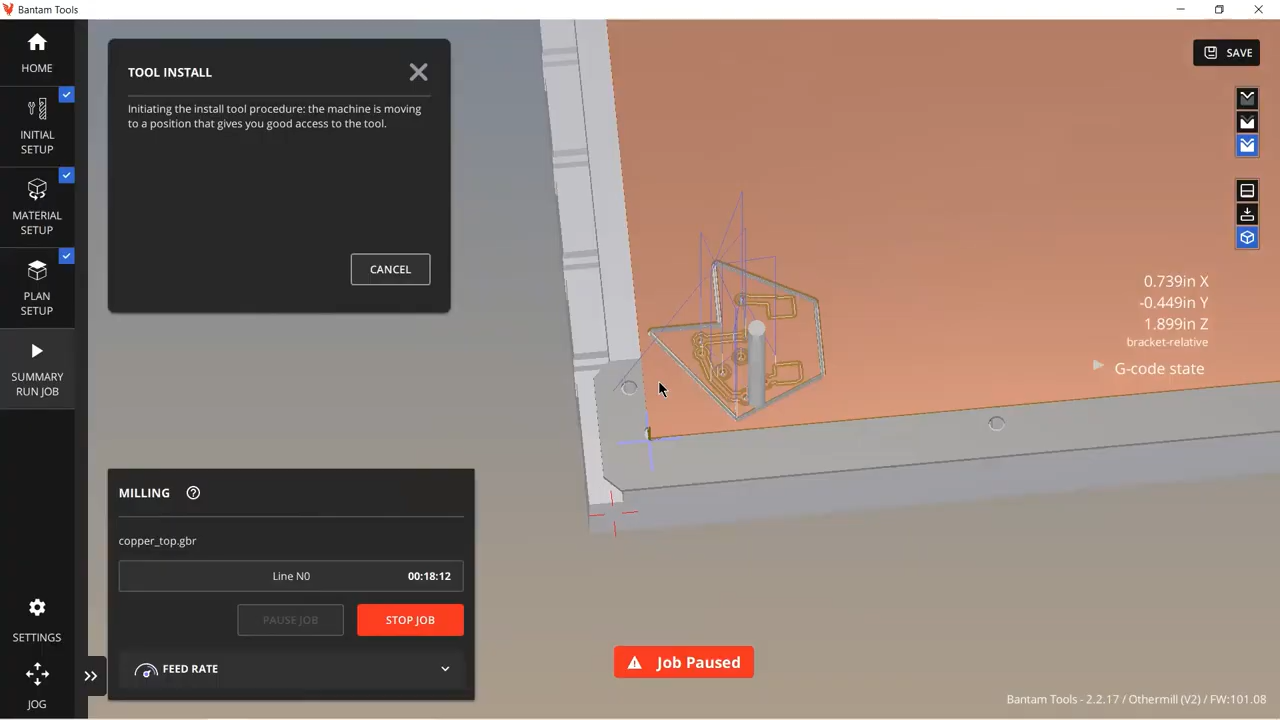 Bantam Tools
HOME
INITIAL
SETUP
MATERIAL
SETUP
PLAN
SETUP
SUMMARY
RUN JOB
SETTINGS
JOG
TOOL INSTALL
Initiating the install tool procedure: the machine is moving
to a position that gives you good access to the tool.
CANCEL
MILLING
copper_top.gbr
Line N0 00:18:12
PAUSE JOB STOP JOB
FEED RATE
Job Paused
SAVE
0.739in X
-0.449in Y
1.899in Z
bracket-relative
G-code state
Bantam Tools - 2.2.17 / Othermill (V2) / FW:101.08